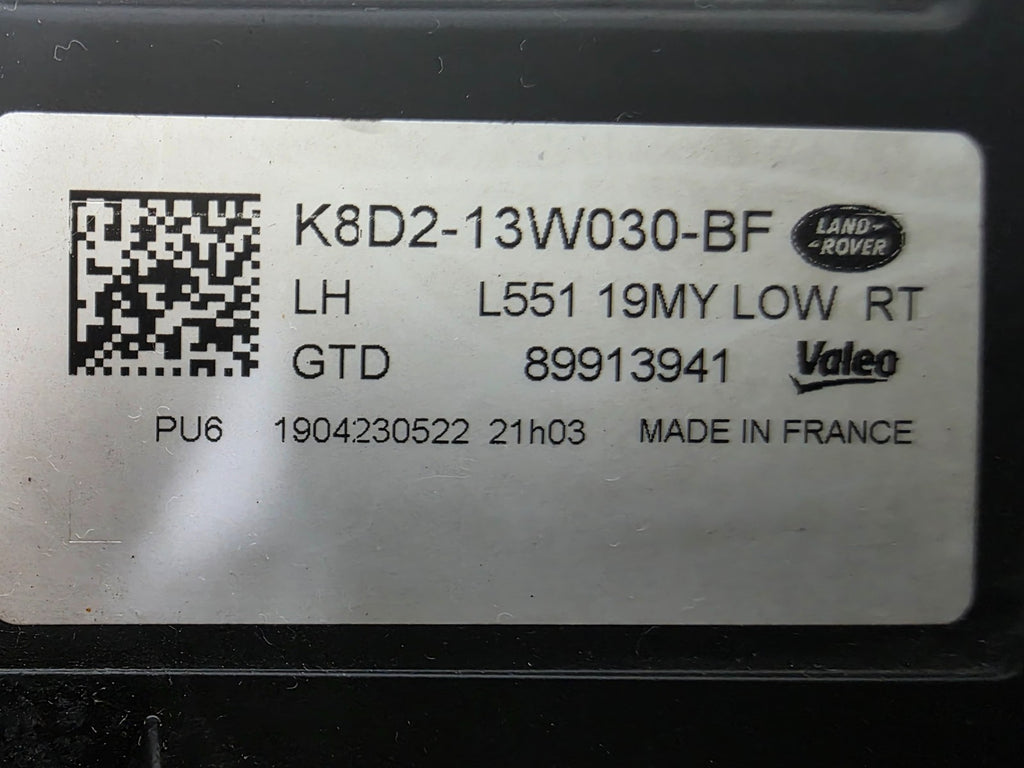 K8D2-13W030-BF LAND-
-ROVER
LH L551 19MY LOW RT
GTD 89913941 Valeo
PU6 1904230522 21h03 MADE IN FRANCE